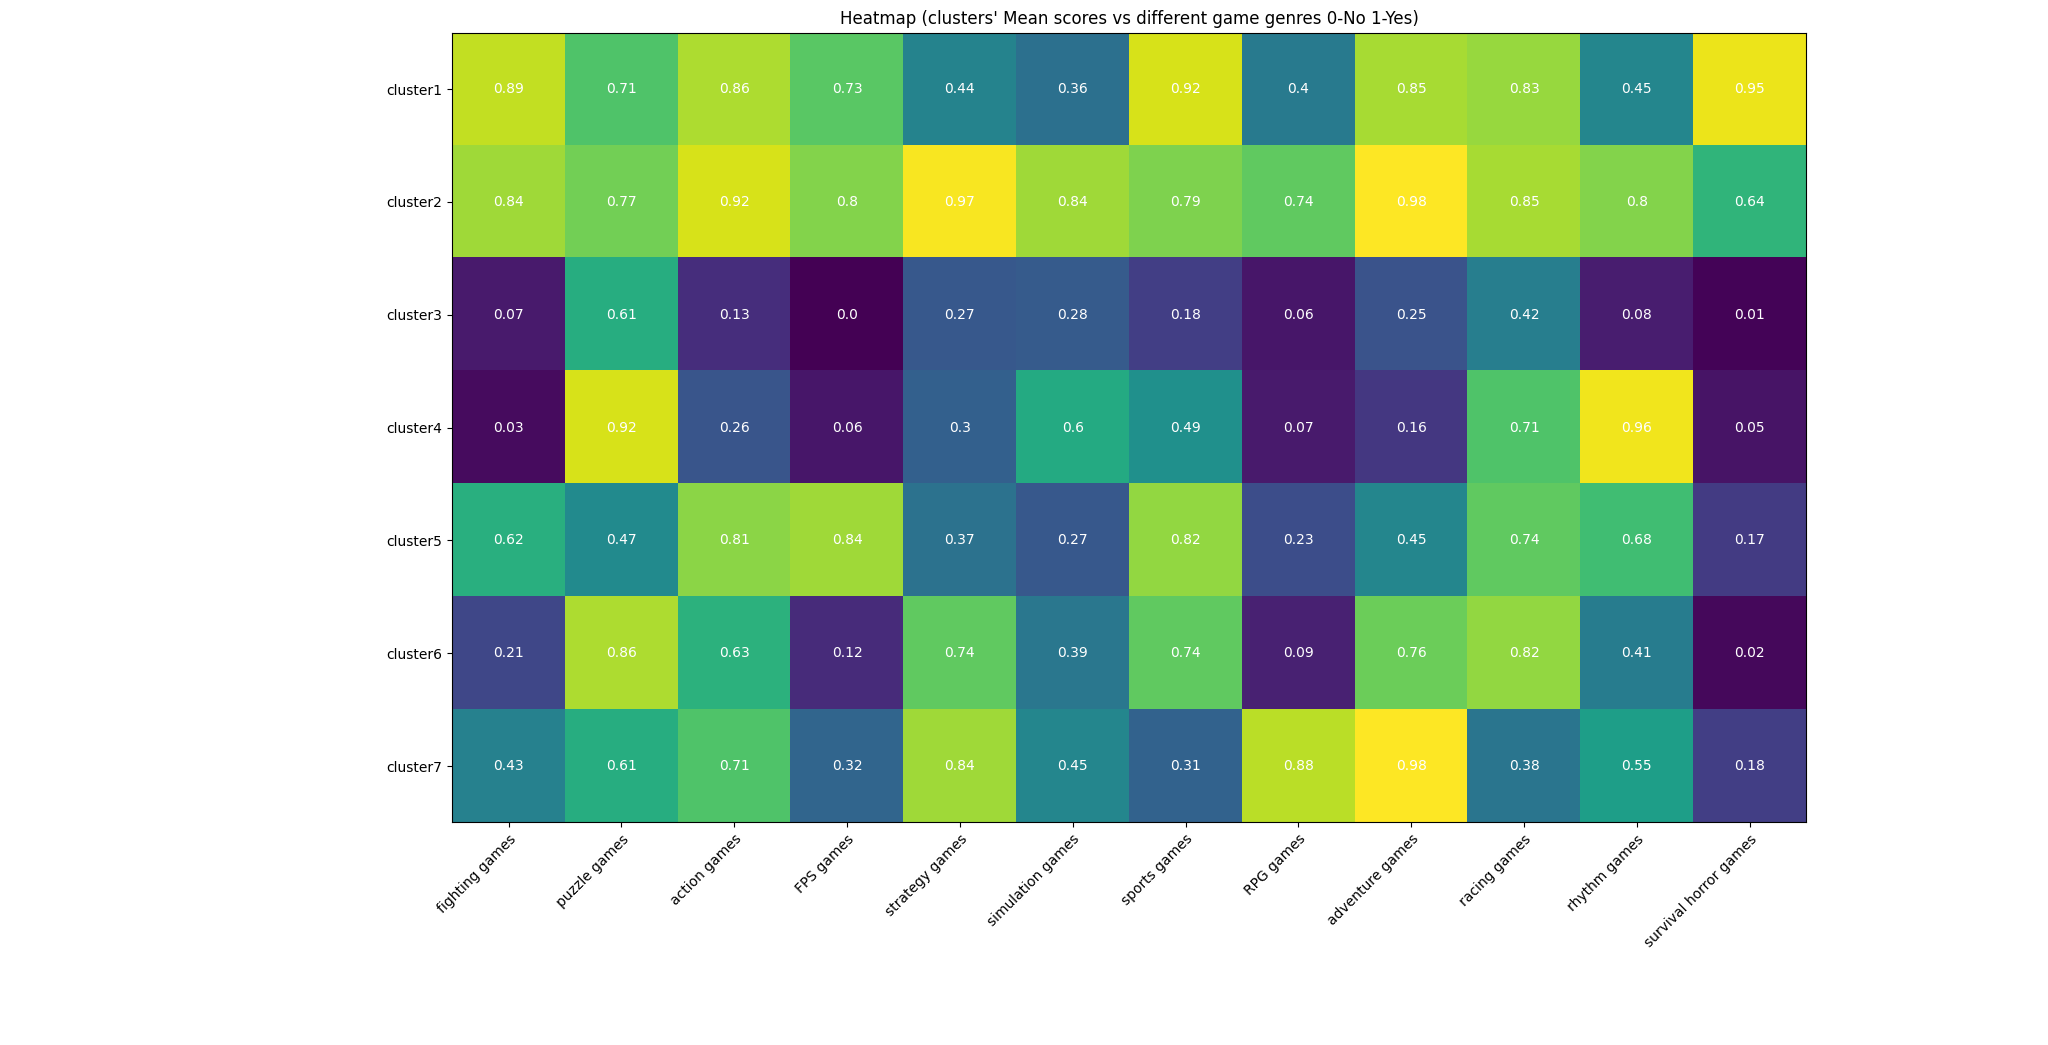 Heatmap (clusters' Mean scores vs different game genres 0-No 1-Yes)
cluster1 0.89 0.71 0.86 0.73 0.44 0.36 0.92 0.4 0.85 0.83 0.45 0.95
cluster2 0.84 0.77 0.92 0.8 0.97 0.84 0.79 0.74 0.98 0.85 0.8 0.64
cluster3 0.07 0.61 0.13 0.0 0.27 0.28 0.18 0.06 0.25 0.42 0.08 0.01
cluster4 0.03 0.92 0.26 0.06 0.3 0.6 0.49 0.07 0.16 0.71 0.96 0.05
cluster5 0.62 0.47 0.81 0.84 0.37 0.27 0.82 0.23 0.45 0.74 0.68 0.17
cluster6 0.21 0.86 0.63 0.12 0.74 0.39 0.74 0.09 0.76 0.82 0.41 0.02
cluster7 0.43 0.61 0.71 0.32 0.84 0.45 0.31 0.88 0.98 0.38 0.55 0.18
fighting games
puzzle games
action games
FPS games
strategy games
simulation games
sports games
RPG games
adventure games
racing games
rhythm games
survival horror games